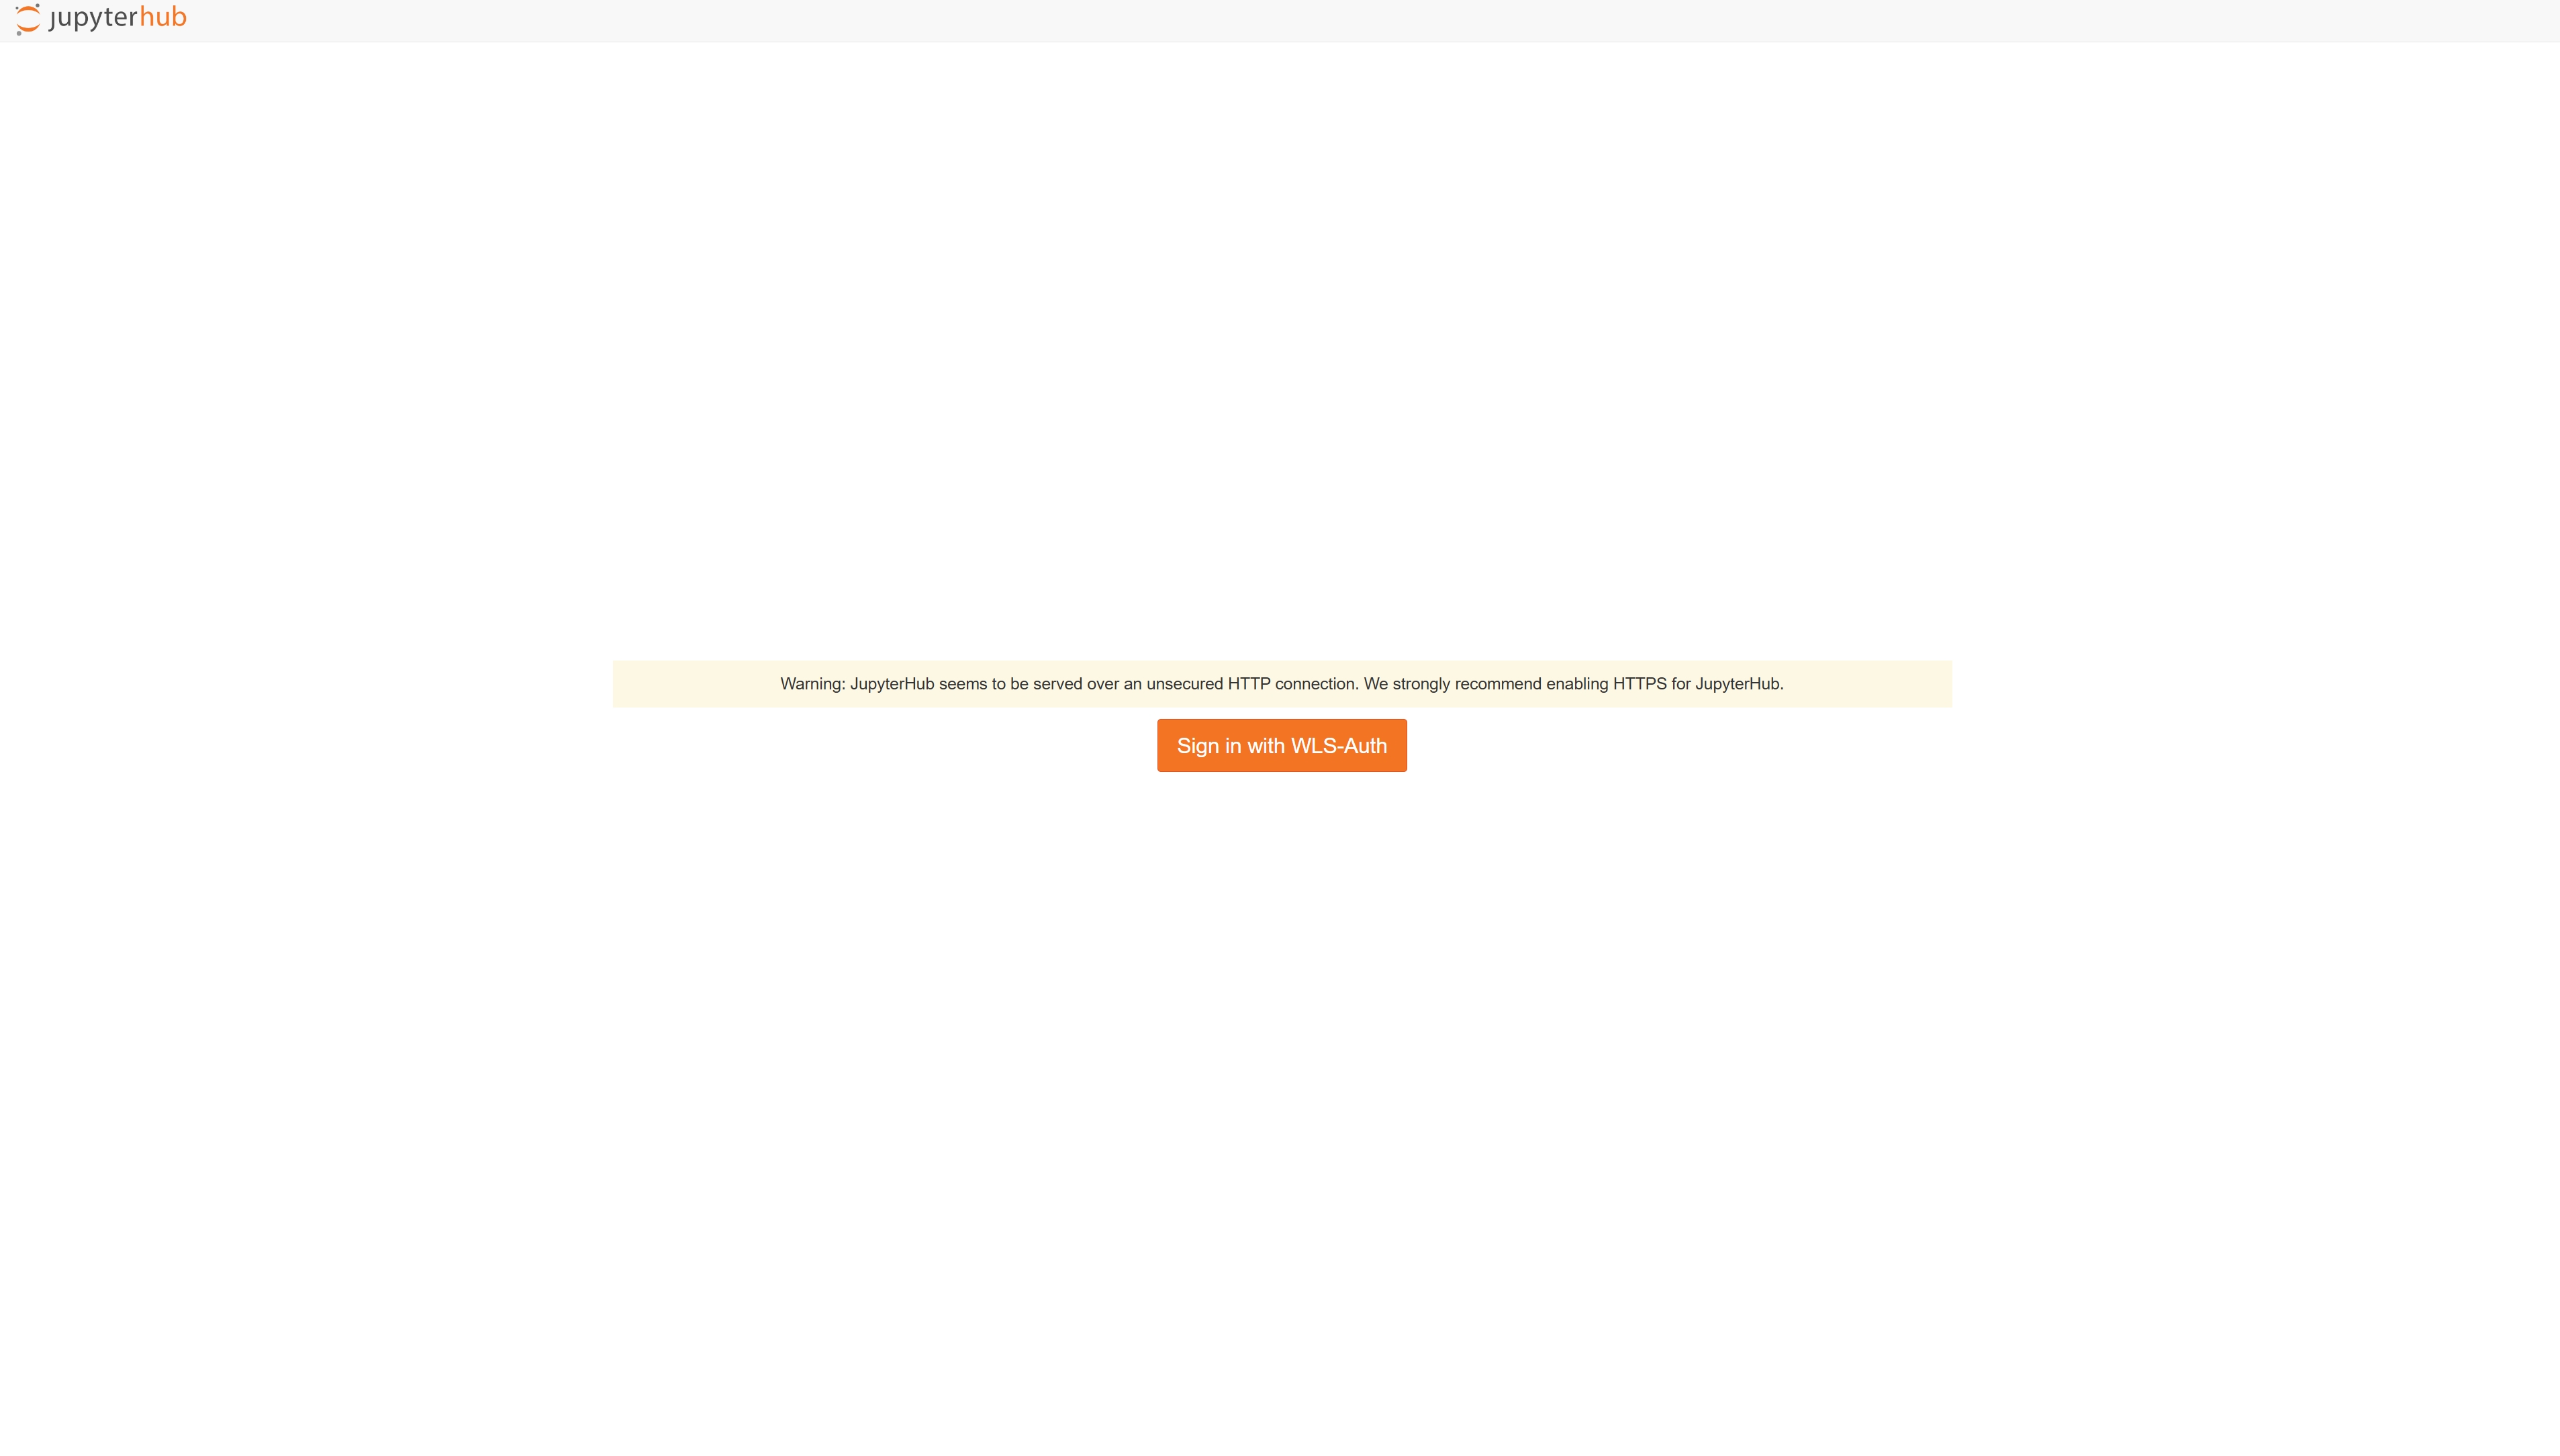 jupyterhub
Warning: JupyterHub seems to be served over an unsecured HTTP connection. We strongly recommend enabling HTTPS for JupyterHub.
Sign in with WLS-Auth